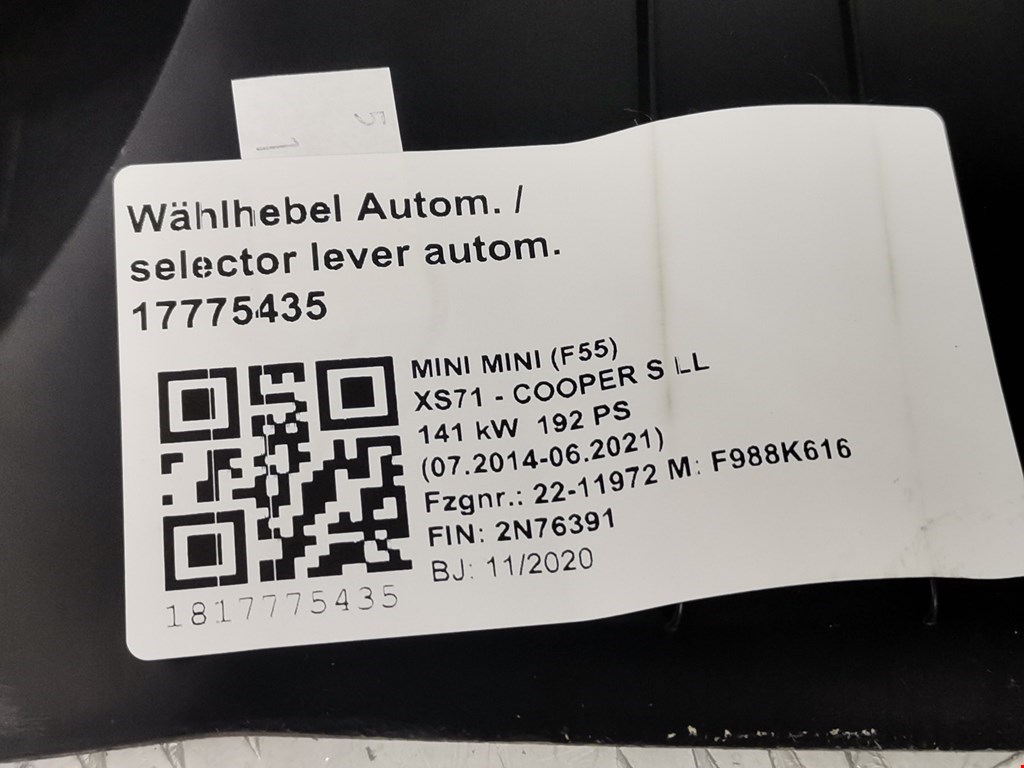 Wählhebel Autom. /
selector lever autom.
17775435
MINI MINI (F55)
XS71 - COOPER S LL
141 kW 192 PS
(07.2014-06.2021)
Fzgnr.: 22-11972 M: F988K616
FIN: 2N76391
BJ: 11/2020
1817775435